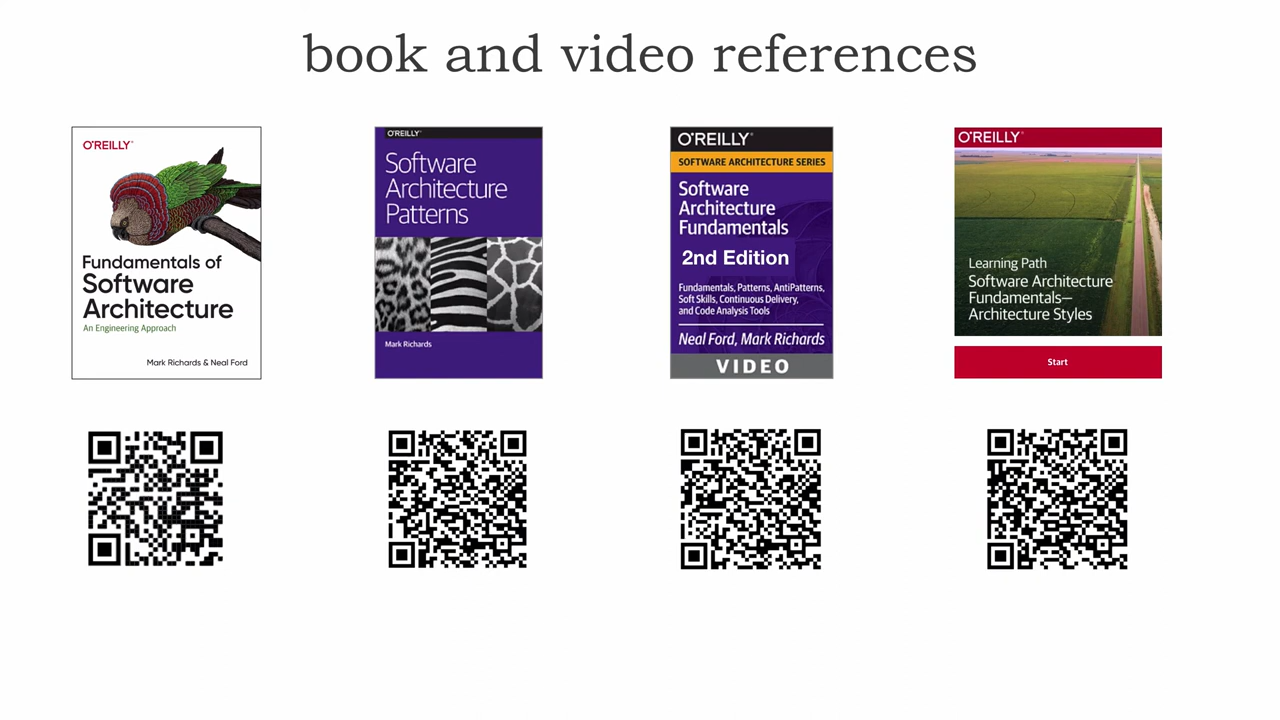 book and video references
O'REILLY®
Fundamentals of
Software
Architecture
An Engineering Approach
Mark Richards & Neal Ford
O'REILLY®
Software
Architecture
Patterns
Mark Richards
O'REILLY®
SOFTWARE ARCHITECTURE SERIES
Software
Architecture
Fundamentals
2nd Edition
Fundamentals, Patterns, AntiPatterns,
Soft Skills, Continuous Delivery,
and Code Analysis Tools
Neal Ford, Mark Richards
VIDEO
O'REILLY®
Learning Path
Software Architecture
Fundamentals—
Architecture Styles
Start